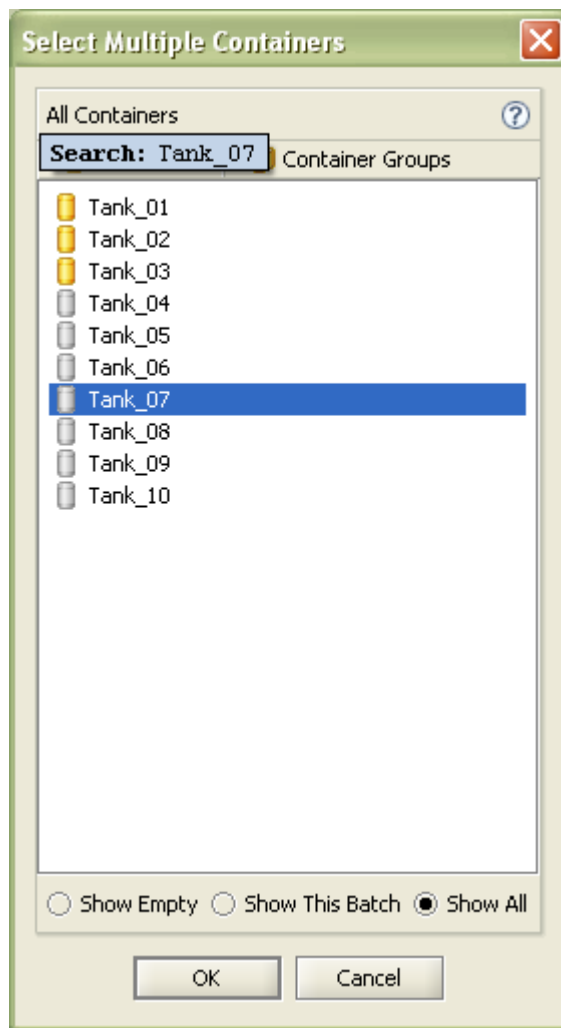 Select Multiple Containers
All Containers
Search: Tank_07
Container Groups
Tank_01
Tank_02
Tank_03
Tank_04
Tank_05
Tank_06
Tank_07
Tank_08
Tank_09
Tank_10
Show Empty Show This Batch Show All
OK Cancel